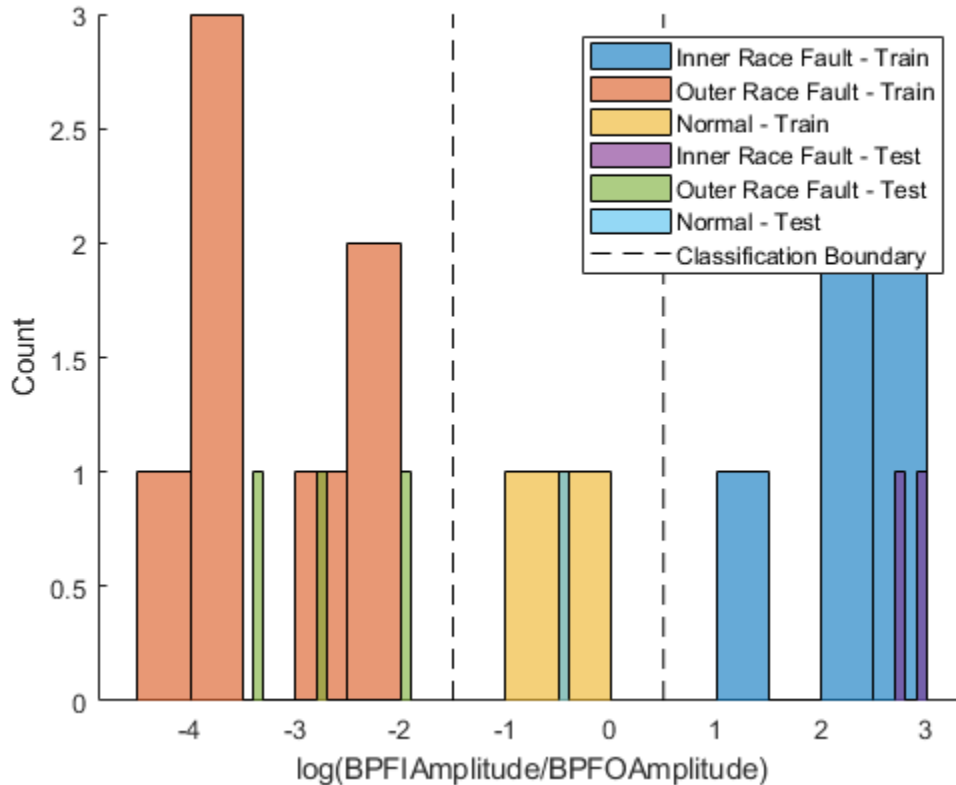 3
2.5
2
1.5
1
0.5
0
Count
Inner Race Fault - Train
Outer Race Fault - Train
Normal - Train
Inner Race Fault - Test
Outer Race Fault - Test
Normal - Test
Classification Boundary
-4 -3 -2 -1 0 1 2 3
log(BPFIAmplitude/BPFOAmplitude)